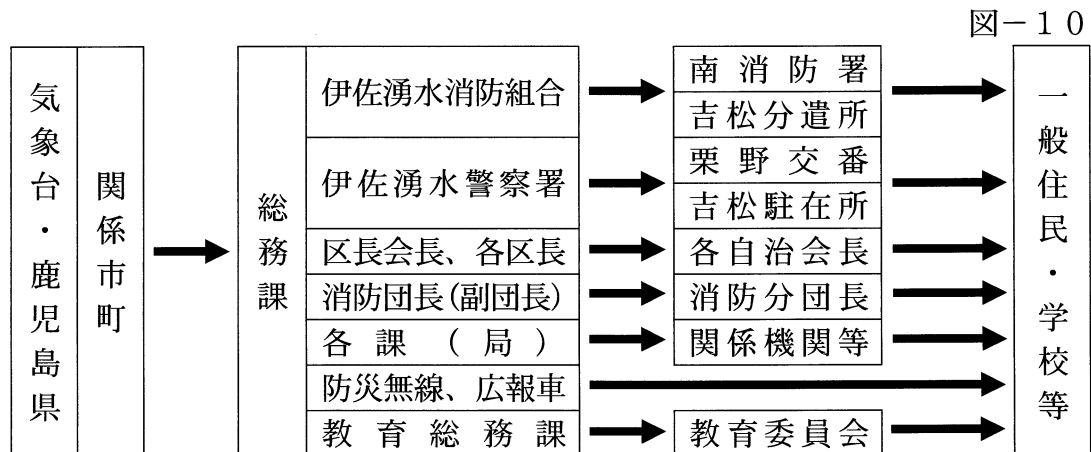 図－１０
気象台・鹿児島県
関係市町
総務課
伊佐湧水消防組合
南消防署
吉松分遣所
伊佐湧水警察署
栗野交番
吉松駐在所
区長会長、各区長
各自治会長
消防団長(副団長)
消防分団長
各課（局）
関係機関等
防災無線、広報車
教育総務課
教育委員会
一般住民・学校等